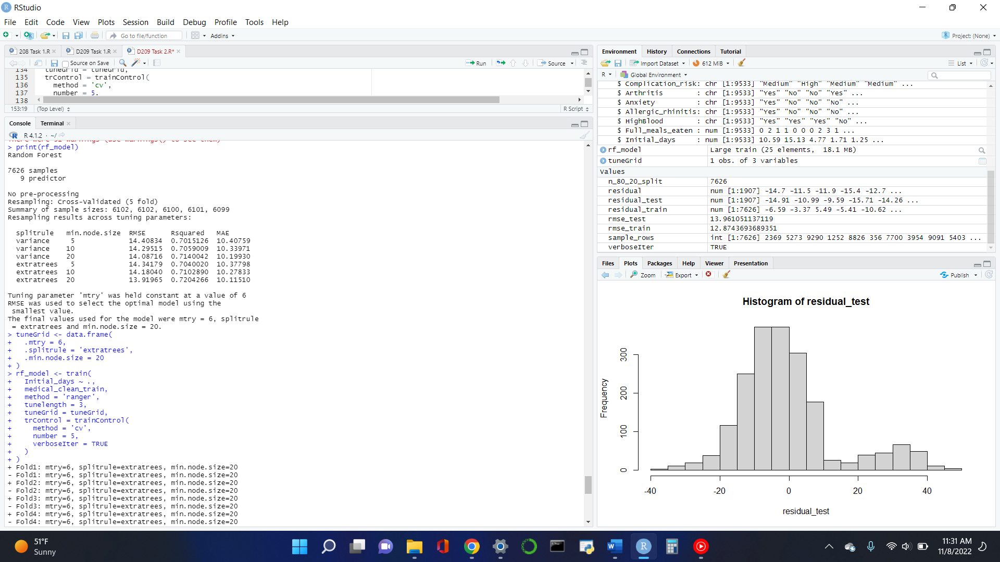 RStudio
File Edit Code View Plots Session Build Debug Profile Tools Help
Go to file/function Addins Project: (None)
208 Task 1.R D209 Task 1.R D209 Task 2.R*
Source on Save Run Source
134 tuneGrid = tuneGrid,
135 trControl = trainControl(
136 method = 'cv',
137 number = 5,
138
153:19 (Top Level) R Script
Console Terminal
R 4.1.2 · ~/
There were 51 warnings (use warnings() to see them)
> print(rf_model)
Random Forest
7626 samples
9 predictor
No pre-processing
Resampling: Cross-Validated (5 fold)
Summary of sample sizes: 6102, 6102, 6100, 6101, 6099
Resampling results across tuning parameters:
splitrule min.node.size RMSE Rsquared MAE
variance 5 14.40834 0.7015126 10.40759
variance 10 14.29515 0.7059009 10.33971
variance 20 14.08716 0.7140042 10.19930
extratrees 5 14.34179 0.7040020 10.37798
extratrees 10 14.18040 0.7102890 10.27833
extratrees 20 13.91965 0.7204266 10.11510
Tuning parameter 'mtry' was held constant at a value of 6
RMSE was used to select the optimal model using the
smallest value.
The final values used for the model were mtry = 6, splitrule
= extratrees and min.node.size = 20.
> tuneGrid <- data.frame(
+ .mtry = 6,
+ .splitrule = 'extratrees',
+ .min.node.size = 20
+ )
> rf_model <- train(
+ Initial_days ~ .,
+ medical_clean_train,
+ method = 'ranger',
+ tunelength = 3,
+ tuneGrid = tuneGrid,
+ trControl = trainControl(
+ method = 'cv',
+ number = 5,
+ verboseIter = TRUE
+ )
+ )
+ Fold1: mtry=6, splitrule=extratrees, min.node.size=20
- Fold1: mtry=6, splitrule=extratrees, min.node.size=20
+ Fold2: mtry=6, splitrule=extratrees, min.node.size=20
- Fold2: mtry=6, splitrule=extratrees, min.node.size=20
+ Fold3: mtry=6, splitrule=extratrees, min.node.size=20
- Fold3: mtry=6, splitrule=extratrees, min.node.size=20
+ Fold4: mtry=6, splitrule=extratrees, min.node.size=20
- Fold4: mtry=6, splitrule=extratrees, min.node.size=20
Environment History Connections Tutorial
Import Dataset 612 MiB List
R Global Environment
$ Complication_risk: chr [1:9533] "Medium" "High" "Medium" "Medium" ...
$ Arthritis : chr [1:9533] "Yes" "No" "No" "Yes" ...
$ Anxiety : chr [1:9533] "Yes" "No" "No" "No" ...
$ Allergic_rhinitis: chr [1:9533] "Yes" "No" "No" "No" ...
$ HighBlood : chr [1:9533] "Yes" "Yes" "Yes" "No" ...
$ Full_meals_eaten : num [1:9533] 0 2 1 1 0 0 0 2 3 1 ...
$ Initial_days : num [1:9533] 10.59 15.13 4.77 1.71 1.25 ...
rf_model Large train (25 elements, 18.1 MB)
tuneGrid 1 obs. of 3 variables
Values
n_80_20_split 7626
residual num [1:1907] -14.7 -11.5 -11.9 -15.4 -12.7 ...
residual_test num [1:1907] -14.91 -10.99 -9.59 -15.71 -14.26 ...
residual_train num [1:7626] -6.59 -3.37 5.49 -5.41 -10.62 ...
rmse_test 13.961051137119
rmse_train 12.8743693689351
sample_rows int [1:7626] 2369 5273 9290 1252 8826 356 7700 3954 9091 5403 ...
verboseIter TRUE
Files Plots Packages Help Viewer Presentation
Zoom Export Publish
Histogram of residual_test
Frequency
300
200
100
0
-40 -20 0 20 40
residual_test
51°F
Sunny
11:31 AM
11/8/2022